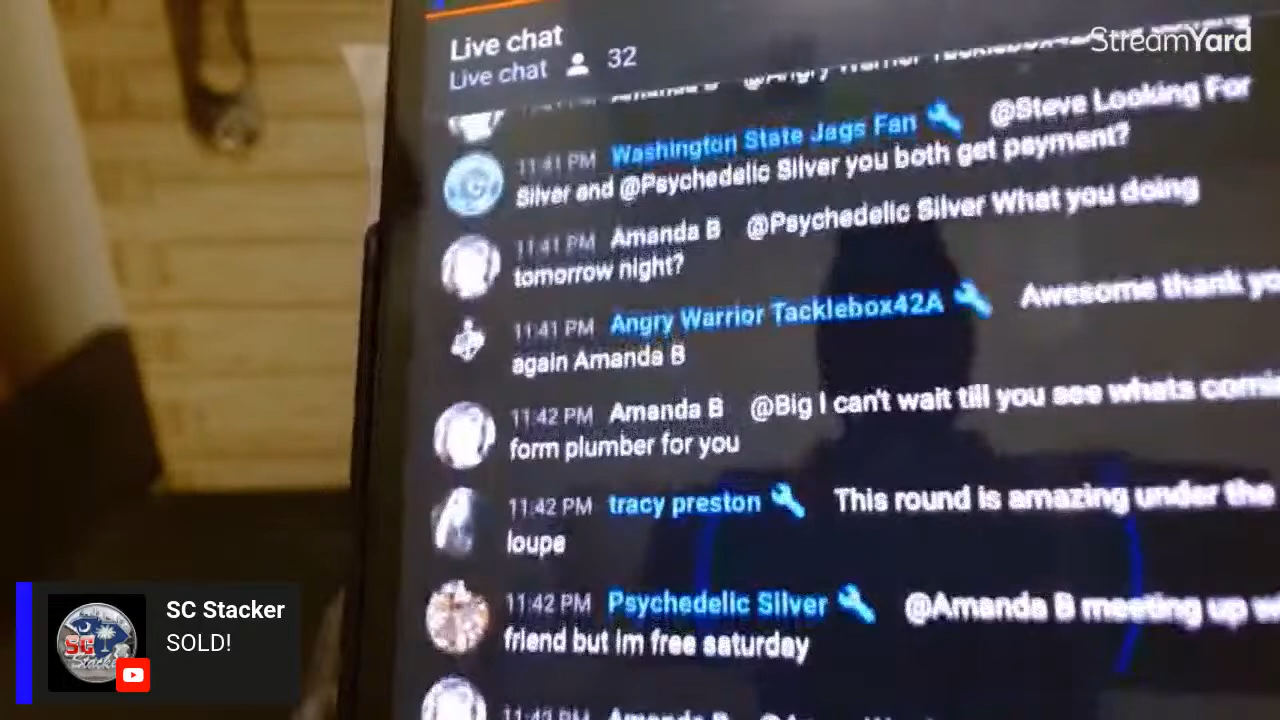 StreamYard
Live chat
Live chat 32
11:41 PM Washington State Jags Fan @Steve Looking For
Silver and @Psychedelic Silver you both get payment?
11:41 PM Amanda B @Psychedelic Silver What you doing
tomorrow night?
11:41 PM Angry Warrior Tacklebox42A Awesome thank
again Amanda B
11:42 PM Amanda B @Big I can't wait till you see whats
form plumber for you
11:42 PM tracy preston This round is amazing under the
loupe
11:42 PM Psychedelic Silver @Amanda B meeting up
friend but im free saturday
Amanda B
SC Stacker
SOLD!
SC